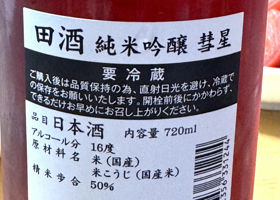 田酒 純米吟醸 彗星
要冷蔵
ご購入後は品質保持の為、直射日光を避け、冷蔵で
の保存をお願いいたします。開栓前後にかかわらず、
できるだけお早めにお召し上がりください。
品目 日本酒 内容量 720ml
アルコール分 16度
原材料名 米(国産)
米こうじ(国産米)
精米歩合 50%